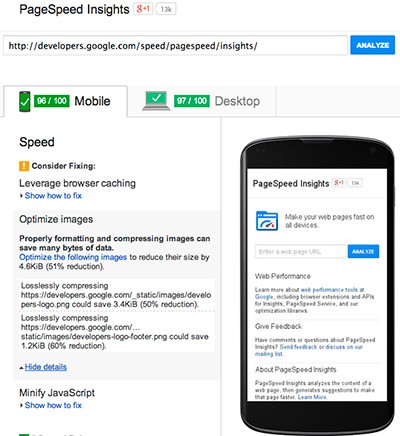 PageSpeed Insights g+1 13k
http://developers.google.com/speed/pagespeed/insights/ ANALYZE
96 / 100 Mobile 97 / 100 Desktop
Speed
! Consider Fixing:
Leverage browser caching
▸ Show how to fix
Optimize images
Properly formatting and compressing images can
save many bytes of data.
Optimize the following images to reduce their size by
4.6KiB (51% reduction).
Losslessly compressing
https://developers.google.com/_static/images/develo
pers-logo.png could save 3.4KiB (50% reduction).
Losslessly compressing
https://developers.google.com/…
static/images/developers-logo-footer.png could save
1.2KiB (60% reduction).
Hide details
Minify JavaScript
▸ Show how to fix
PageSpeed Insights g+1 13k
Make your web pages fast on
all devices.
Enter a web page URL. ANALYZE
Web Performance
Learn more about web performance tools at
Google, including browser extensions and APIs
for Insights, PageSpeed Service, and our
optimization libraries.
Give Feedback
Have comments or questions about PageSpeed
Insights? Send feedback or discuss on our
mailing list.
About PageSpeed Insights
PageSpeed Insights analyzes the content of a
web page, then generates suggestions to make
that page faster. Learn More.